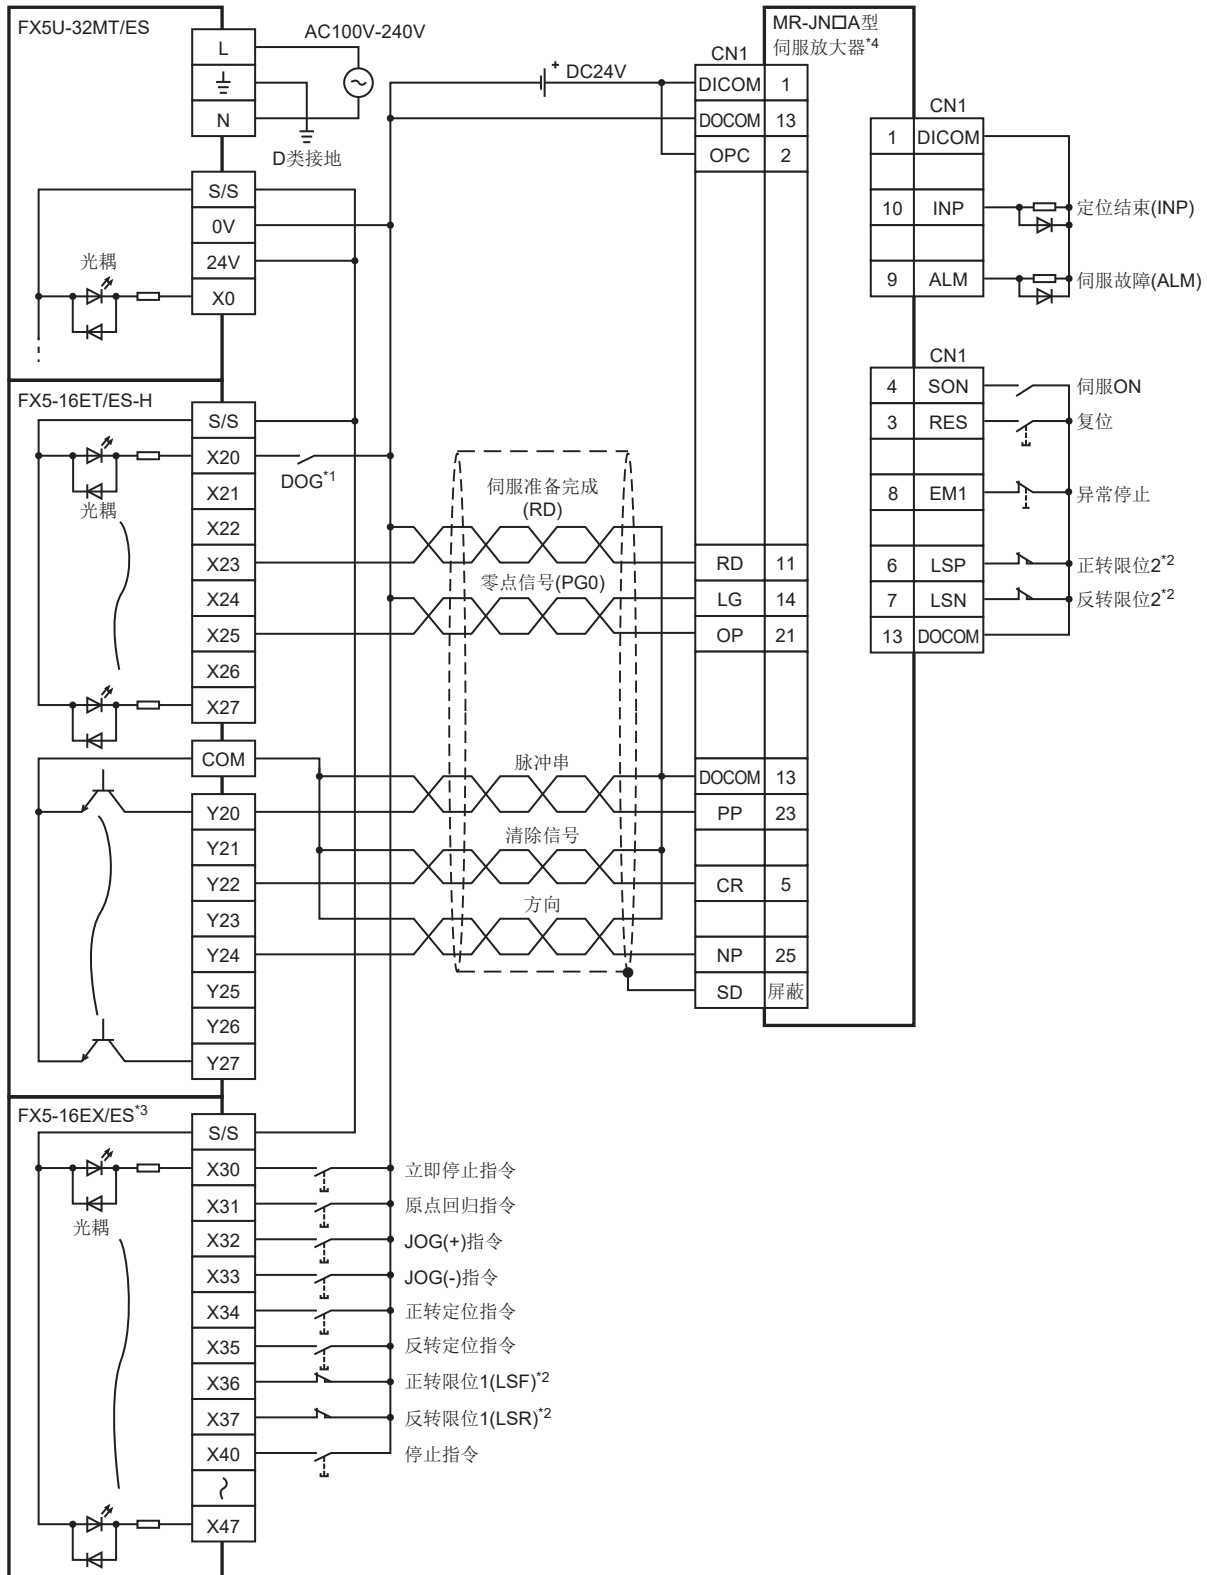 FX5U-32MT/ES
L
N
AC100V-240V
D类接地
S/S
0V
24V
X0
光耦
FX5-16ET/ES-H
S/S
X20
X21
X22
X23
X24
X25
X26
X27
光耦
DOG*1
COM
Y20
Y21
Y22
Y23
Y24
Y25
Y26
Y27
FX5-16EX/ES*3
S/S
X30
X31
X32
X33
X34
X35
X36
X37
X40
X47
光耦
立即停止指令
原点回归指令
JOG(+)指令
JOG(-)指令
正转定位指令
反转定位指令
正转限位1(LSF)*2
反转限位1(LSR)*2
停止指令
+ DC24V
伺服准备完成
(RD)
零点信号(PG0)
脉冲串
清除信号
方向
MR-JN□A型
伺服放大器*4
CN1
DICOM 1
DOCOM 13
OPC 2
RD 11
LG 14
OP 21
DOCOM 13
PP 23
CR 5
NP 25
SD 屏蔽
CN1
1 DICOM
10 INP 定位结束(INP)
9 ALM 伺服故障(ALM)
CN1
4 SON 伺服ON
3 RES 复位
8 EM1 异常停止
6 LSP 正转限位2*2
7 LSN 反转限位2*2
13 DOCOM